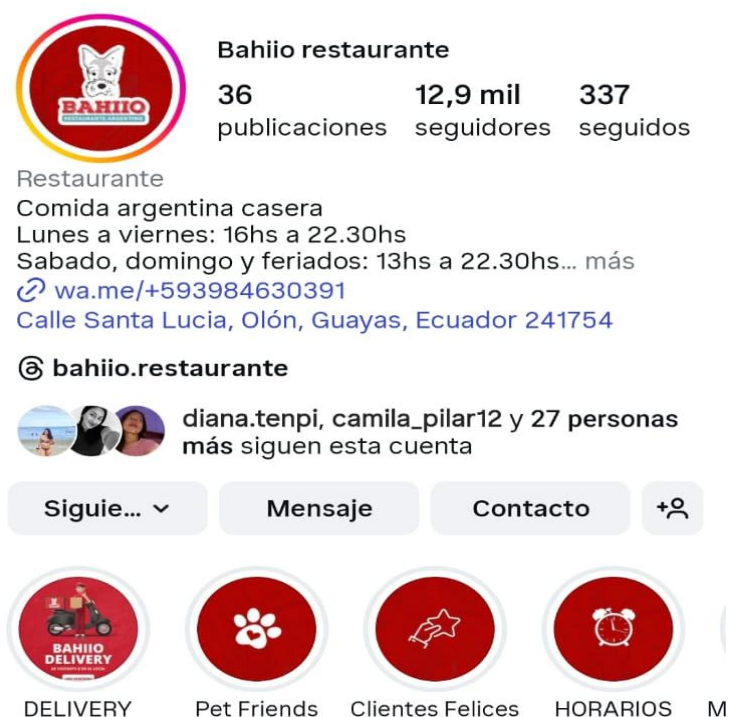 BAHIIO
RESTAURANTE ARGENTINO
Bahiio restaurante
36 12,9 mil 337
publicaciones seguidores seguidos
Restaurante
Comida argentina casera
Lunes a viernes: 16hs a 22.30hs
Sabado, domingo y feriados: 13hs a 22.30hs... más
wa.me/+593984630391
Calle Santa Lucia, Olón, Guayas, Ecuador 241754
bahiio.restaurante
diana.tenpi, camila_pilar12 y 27 personas
más siguen esta cuenta
Siguie... Mensaje Contacto
BAHIIO
DELIVERY
DELIVERY Pet Friends Clientes Felices HORARIOS M